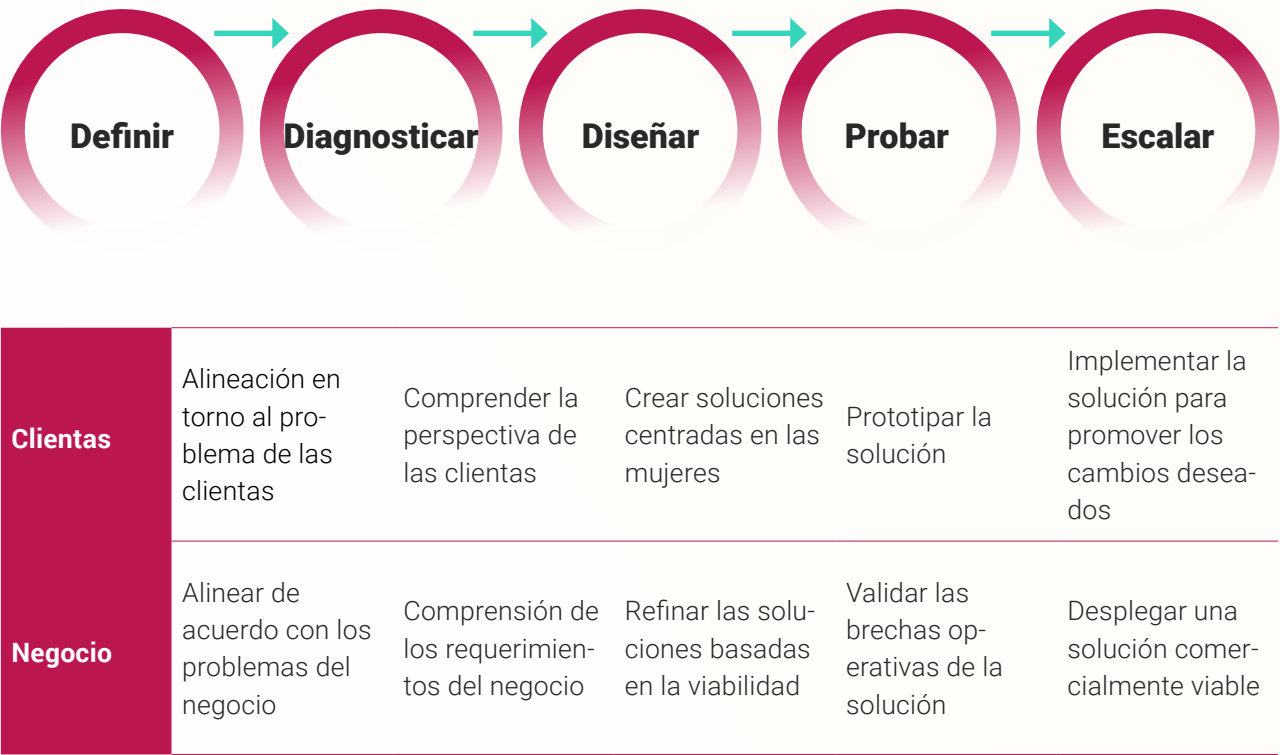 Definir
Diagnosticar
Diseñar
Probar
Escalar
Clientas
Alineación en
torno al pro-
blema de las
clientas
Comprender la
perspectiva de
las clientas
Crear soluciones
centradas en las
mujeres
Prototipar la
solución
Implementar la
solución para
promover los
cambios desea-
dos
Negocio
Alinear de
acuerdo con los
problemas del
negocio
Comprensión de
los requerimien-
tos del negocio
Refinar las solu-
ciones basadas
en la viabilidad
Validar las
brechas op-
erativas de la
solución
Desplegar una
solución comer-
cialmente viable